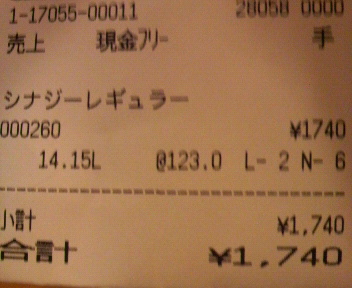 1-17055-00011 28058 0000
売上 現金フリー 手
シナジーレギュラー
000260 ¥1740
14.15L @123.0 L- 2 N- 6
小計 ¥1,740
合計 ¥1,740